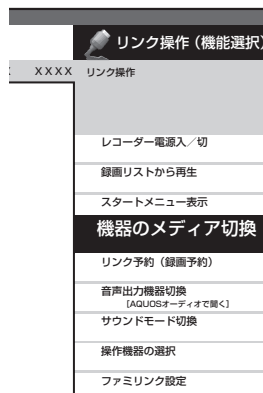 リンク操作（機能選択）
XXXX リンク操作
レコーダー電源入／切
録画リストから再生
スタートメニュー表示
機器のメディア切換
リンク予約（録画予約）
音声出力機器切換
［AQUOSオーディオで聞く］
サウンドモード切換
操作機器の選択
ファミリンク設定